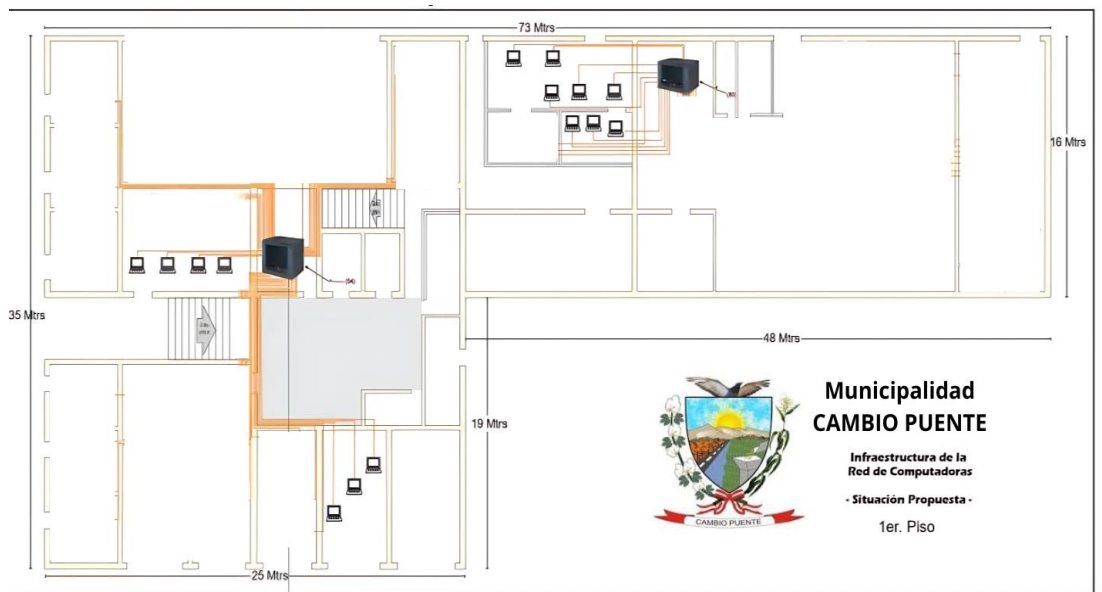 73 Mtrs
16 Mtrs
35 Mtrs
48 Mtrs
19 Mtrs
25 Mtrs
Municipalidad
CAMBIO PUENTE
Infraestructura de la
Red de Computadoras
- Situación Propuesta -
1er. Piso
CAMBIO PUENTE